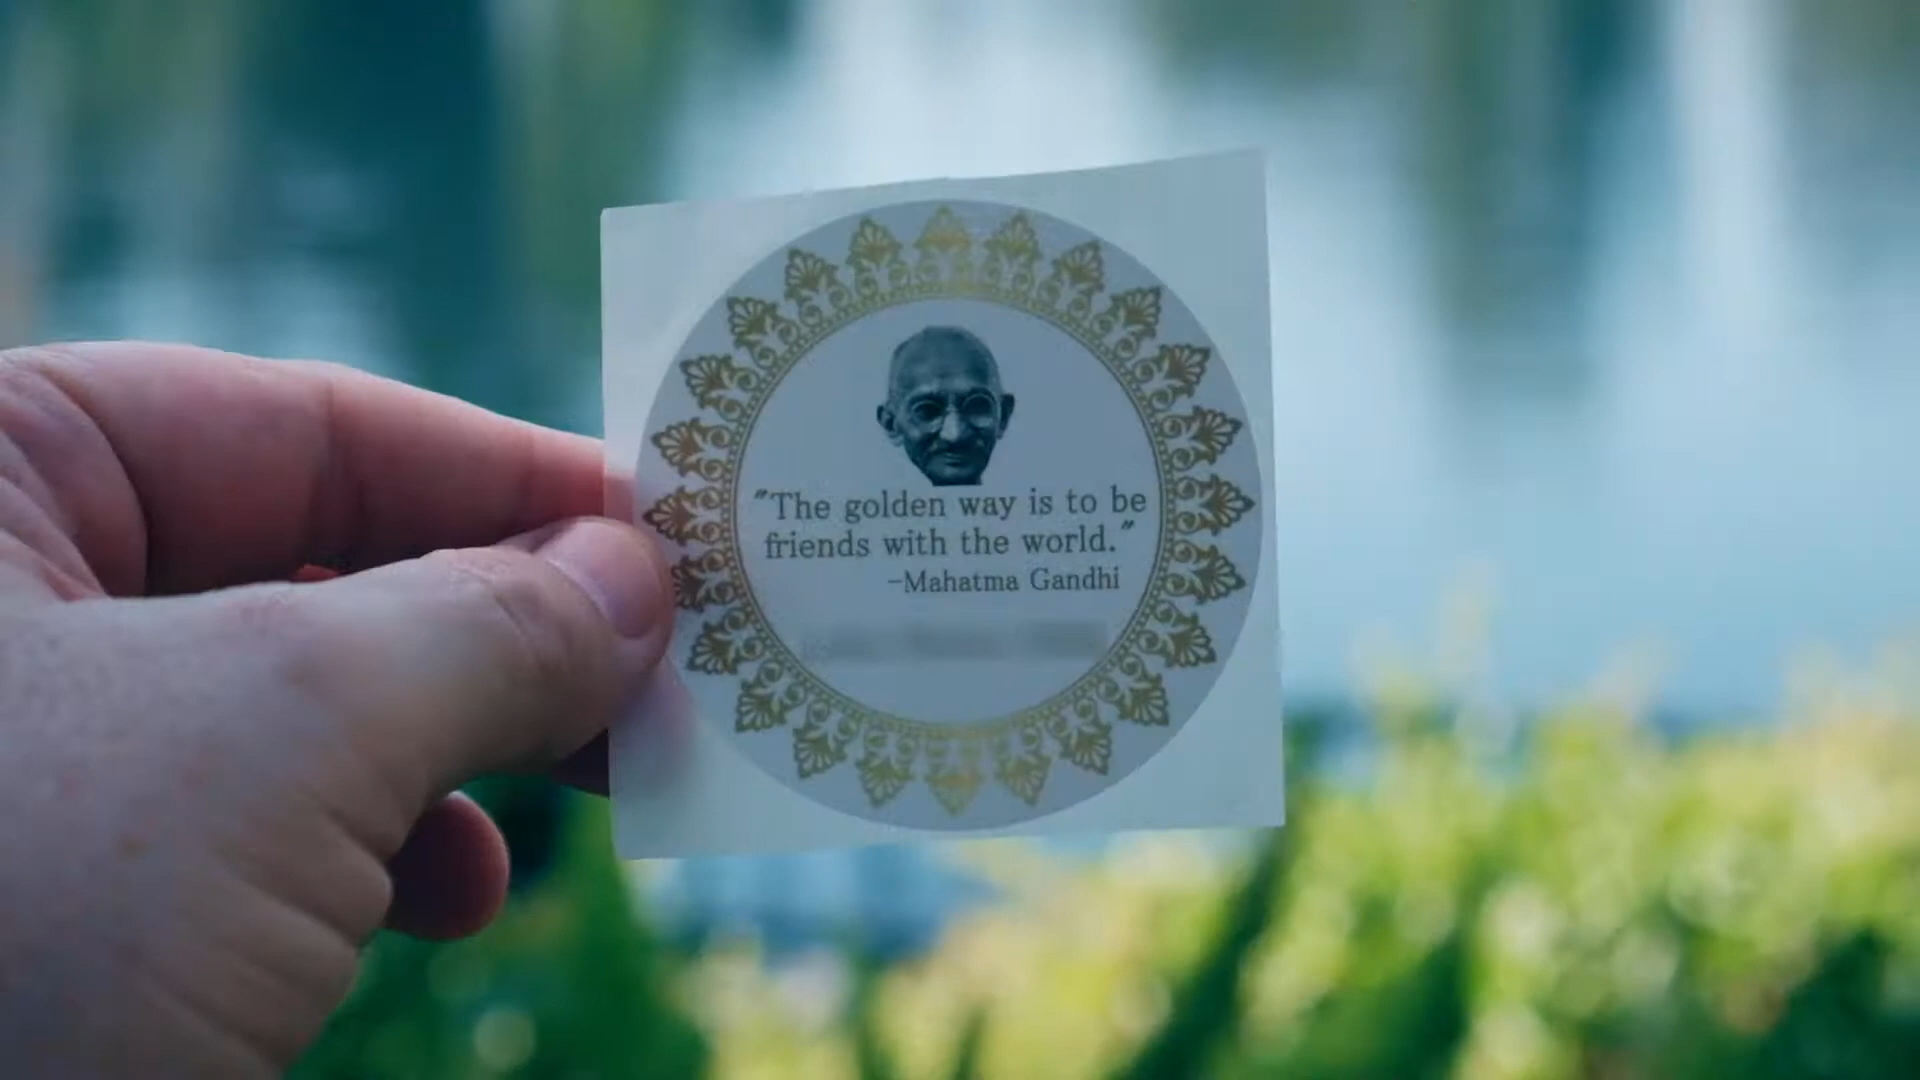 "The golden way is to be
friends with the world."
-Mahatma Gandhi